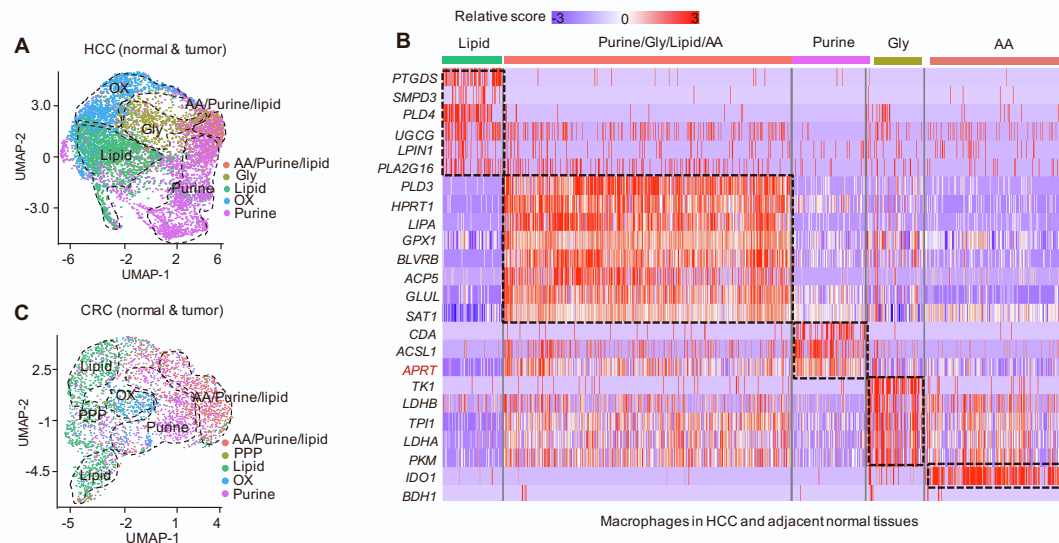 A
HCC (normal & tumor)
OX
AA/Purine/lipid
Gly
Lipid
Purine
UMAP-2
3.0
0
-3.0
-6
-2
2
6
UMAP-1
AA/Purine/lipid
Gly
Lipid
OX
Purine
C
CRC (normal & tumor)
Lipid
OX
AA/Purine/lipid
PPP
Purine
Lipid
UMAP-2
2.5
-1
-4.5
-5
-2
1
4
UMAP-1
AA/Purine/lipid
PPP
Lipid
OX
Purine
Relative score
-3 0 3
B
Lipid Purine/Gly/Lipid/AA Purine Gly AA
PTGDS
SMPD3
PLD4
UGCG
LPIN1
PLA2G16
PLD3
HPRT1
LIPA
GPX1
BLVRB
ACP5
GLUL
SAT1
CDA
ACSL1
APRT
TK1
LDHB
TPI1
LDHA
PKM
IDO1
BDH1
Macrophages in HCC and adjacent normal tissues